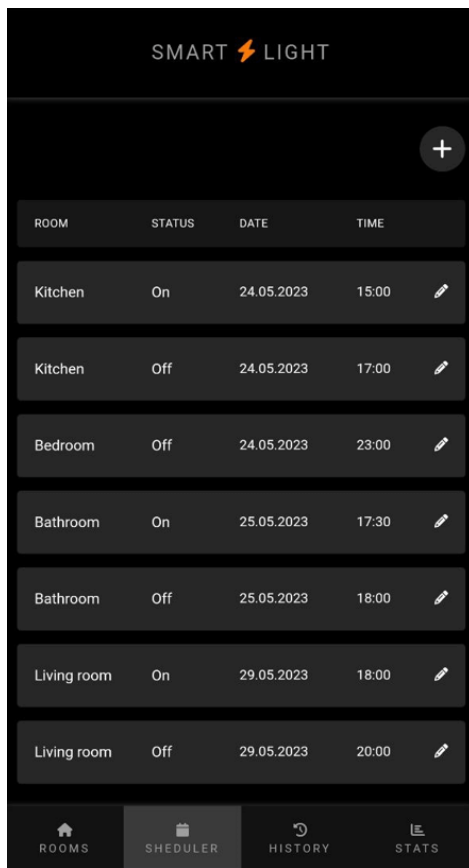 SMART LIGHT
ROOM STATUS DATE TIME
Kitchen On 24.05.2023 15:00
Kitchen Off 24.05.2023 17:00
Bedroom Off 24.05.2023 23:00
Bathroom On 25.05.2023 17:30
Bathroom Off 25.05.2023 18:00
Living room On 29.05.2023 18:00
Living room Off 29.05.2023 20:00
ROOMS SHEDULER HISTORY STATS